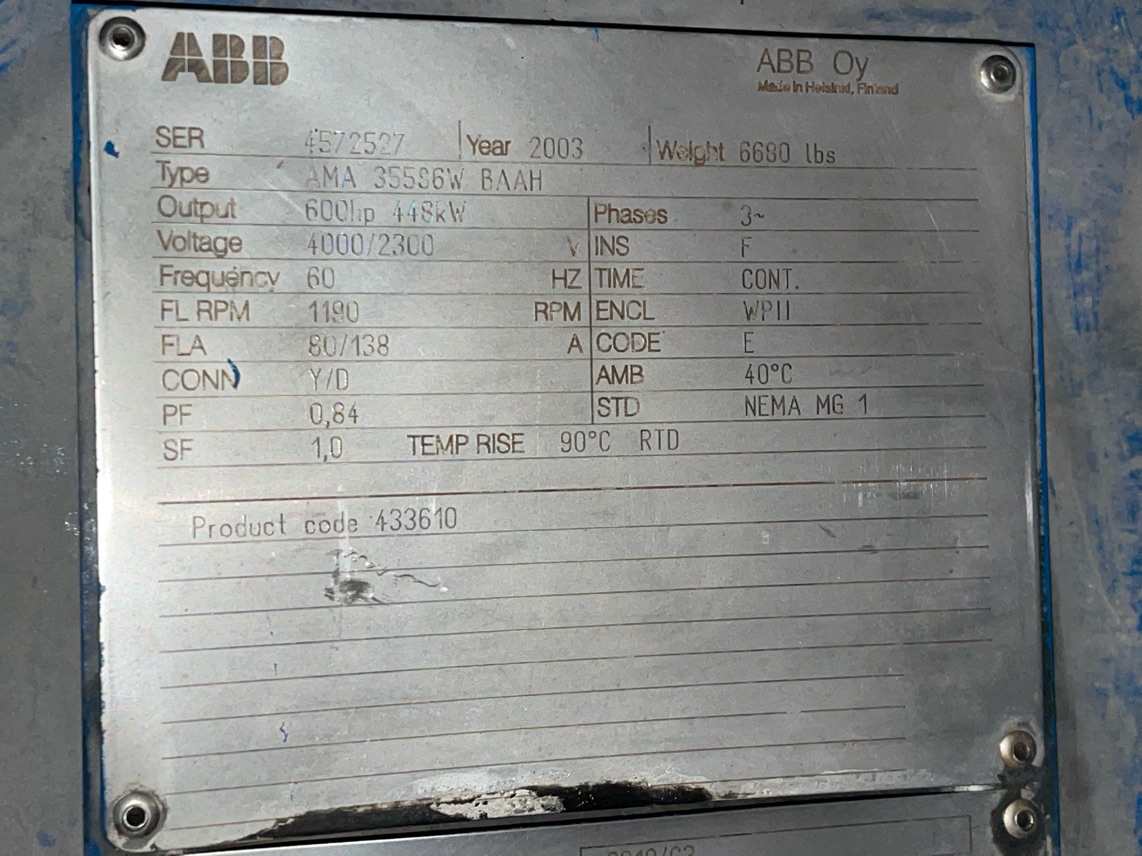 ABB
ABB Oy
Made in Helsinki, Finland
SER 4572527 Year 2003 Weight 6680 lbs
Type AMA 355S6W BAAH
Output 600hp 448kW Phases 3~
Voltage 4000/2300 V INS F
Frequency 60 HZ TIME CONT.
FL RPM 1190 RPM ENCL WPII
FLA 80/138 A CODE E
CONN Y/D AMB 40°C
PF 0,84 STD NEMA MG 1
SF 1,0 TEMP RISE 90°C RTD
Product code 433610